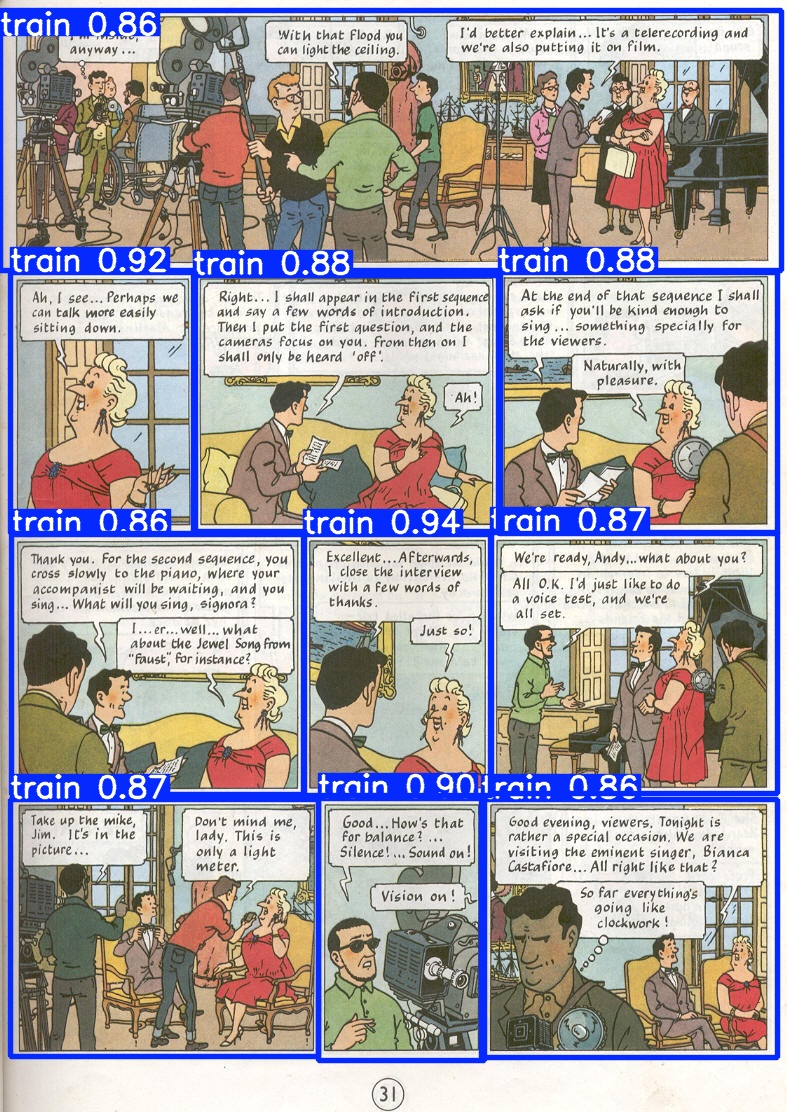 train 0.86
I'm inside,
anyway...
With that flood you
can light the ceiling.
I'd better explain... It's a telerecording and
we're also putting it on film.
train 0.92
Ah, I see... Perhaps we
can talk more easily
sitting down.
train 0.88
Right... I shall appear in the first sequence
and say a few words of introduction.
Then I put the first question, and the
cameras focus on you. From then on I
shall only be heard 'off'.
Ah!
train 0.88
At the end of that sequence I shall
ask if you'll be kind enough to
sing... something specially for
the viewers.
Naturally, with
pleasure.
train 0.86
Thank you. For the second sequence, you
cross slowly to the piano, where your
accompanist will be waiting, and you
sing... What will you sing, signora?
I...er...well...what
about the Jewel Song from
"Faust", for instance?
train 0.94
Excellent...Afterwards,
I close the interview
with a few words of
thanks.
Just so!
train 0.87
We're ready, Andy...what about you?
All O.K. I'd just like to do
a voice test, and we're
all set.
train 0.87
Take up the mike,
Jim. It's in the
picture...
Don't mind me,
lady. This is
only a light
meter.
train 0.90
Good...How's that
for balance? ...
Silence! ... Sound on!
Vision on!
train 0.86
Good evening, viewers. Tonight is
rather a special occasion. We are
visiting the eminent singer, Bianca
Castafiore... All right like that?
So far everything's
going like
clockwork!
31